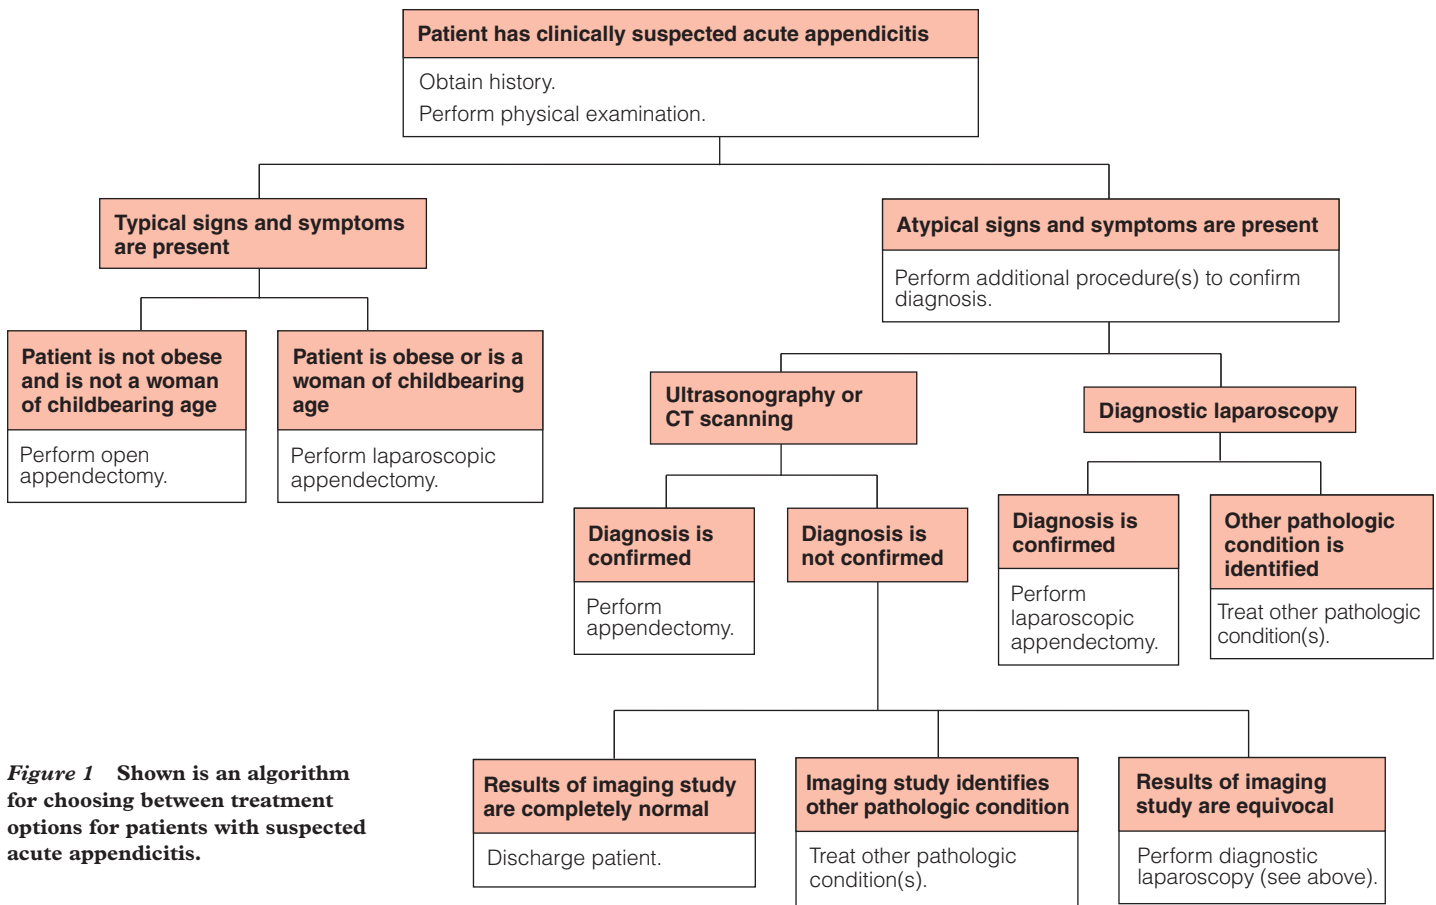 Patient has clinically suspected acute appendicitis
Obtain history.
Perform physical examination.
Typical signs and symptoms
are present
Atypical signs and symptoms are present
Perform additional procedure(s) to confirm
diagnosis.
Patient is not obese
and is not a woman
of childbearing age
Perform open
appendectomy.
Patient is obese or is a
woman of childbearing
age
Perform laparoscopic
appendectomy.
Ultrasonography or
CT scanning
Diagnostic laparoscopy
Diagnosis is
confirmed
Perform
appendectomy.
Diagnosis is
not confirmed
Diagnosis is
confirmed
Perform
laparoscopic
appendectomy.
Other pathologic
condition is
identified
Treat other pathologic
condition(s).
Results of imaging study
are completely normal
Discharge patient.
Imaging study identifies
other pathologic condition
Treat other pathologic
condition(s).
Results of imaging
study are equivocal
Perform diagnostic
laparoscopy (see above).
Figure 1 Shown is an algorithm
for choosing between treatment
options for patients with suspected
acute appendicitis.